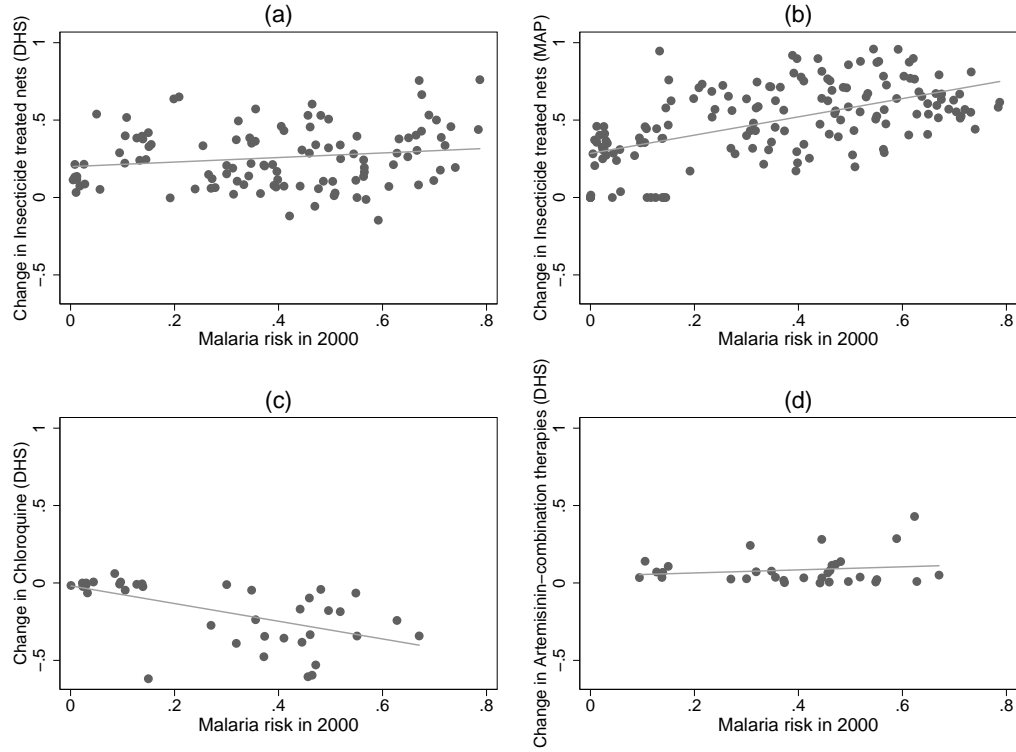 (a)
Change in Insecticide treated nets (DHS)
1
.5
0
−.5
0 .2 .4 .6 .8
Malaria risk in 2000
(b)
Change in Insecticide treated nets (MAP)
1
.5
0
−.5
0 .2 .4 .6 .8
Malaria risk in 2000
(c)
Change in Chloroquine (DHS)
1
.5
0
−.5
0 .2 .4 .6 .8
Malaria risk in 2000
(d)
Change in Artemisinin−combination therapies (DHS)
1
.5
0
−.5
0 .2 .4 .6 .8
Malaria risk in 2000